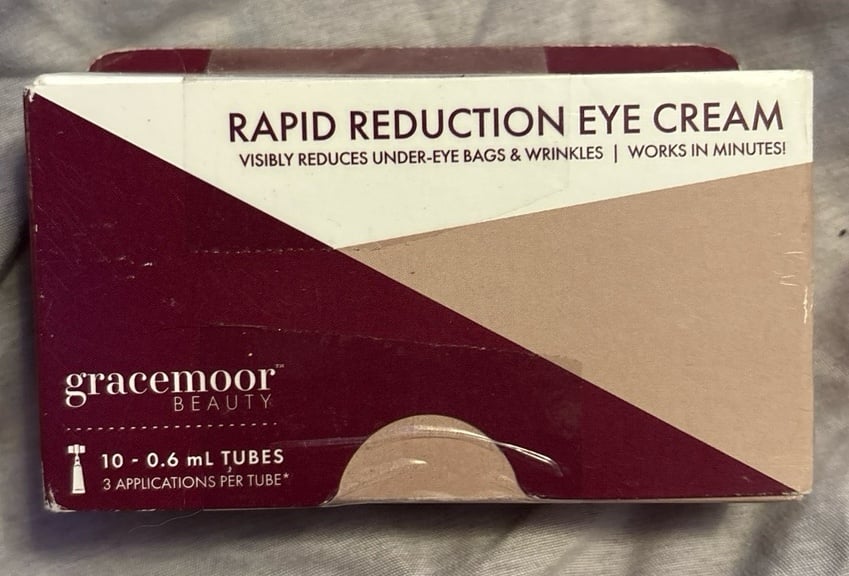 RAPID REDUCTION EYE CREAM
VISIBLY REDUCES UNDER-EYE BAGS & WRINKLES | WORKS IN MINUTES!
gracemoor™
BEAUTY
10 - 0.6 mL TUBES
3 APPLICATIONS PER TUBE*